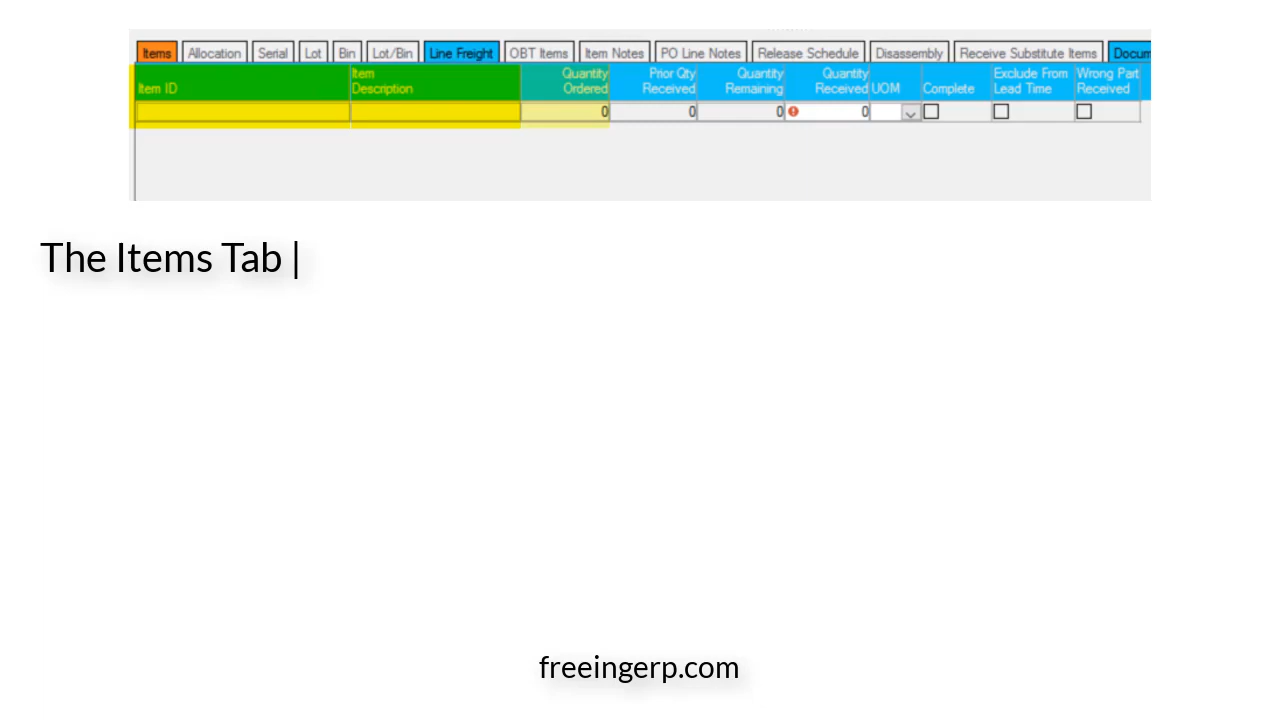 Items Allocation Serial Lot Bin Lot/Bin Line Freight OBT Items Item Notes PO Line Notes Release Schedule Disassembly Receive Substitute Items Docum
Item ID Item Description Quantity Ordered Prior Qty Received Quantity Remaining Quantity Received UOM Complete Exclude From Lead Time Wrong Part Received
0 0 0 0
The Items Tab |
freeingerp.com